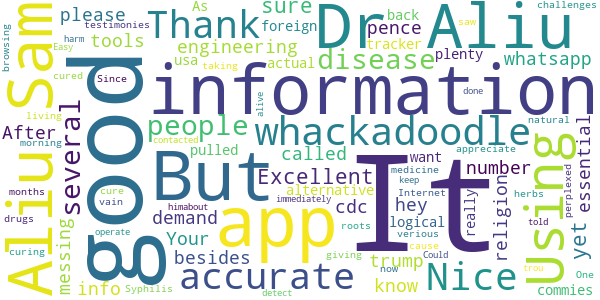 browsing
please
Thank
Dr
Aliu
sure
back
testimonies
As
foreign
challenges
saw
Easy
tools
engineering
pence
tracker
plenty
harm
cured
usa
actual
whatsapp
Since
taking
disease
done
Sam
good
information
living
After
people
whackadoodle
alive
natural
morning
several
contacted
pulled
called
want
medicine
appreciate
number
essential
Aliu
But
Excellent
keep
Internet
using
months
cure
himabout
immediately
alternative
really
herbs
perplexed
vain
app
demand
cdc
hey
logical
verious
religion
yet
told
drugs
messing
Your
roots
cause
curing
operate
besides
trump
now
Could
It
One
info
Syphilis
accurate
giving
know
Nice
trou
commies
detect